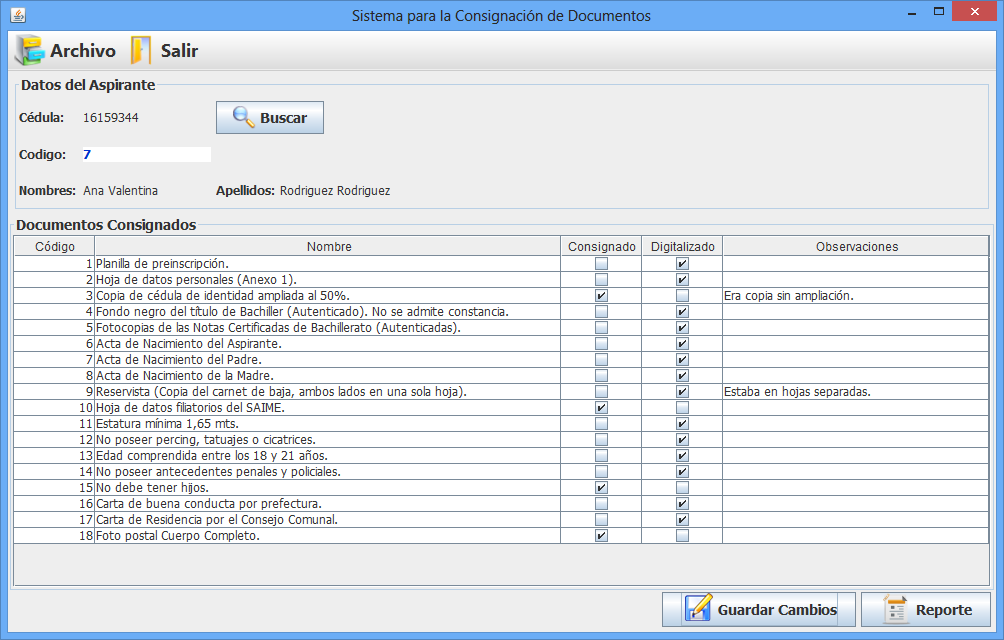 Sistema para la Consignación de Documentos
Archivo Salir
Datos del Aspirante
Cédula: 16159344 Buscar
Codigo: 7
Nombres: Ana Valentina Apellidos: Rodriguez Rodriguez
Documentos Consignados
Código Nombre Consignado Digitalizado Observaciones
1 Planilla de preinscripción.
2 Hoja de datos personales (Anexo 1).
3 Copia de cédula de identidad ampliada al 50%. Era copia sin ampliación.
4 Fondo negro del título de Bachiller (Autenticado). No se admite constancia.
5 Fotocopias de las Notas Certificadas de Bachillerato (Autenticadas).
6 Acta de Nacimiento del Aspirante.
7 Acta de Nacimiento del Padre.
8 Acta de Nacimiento de la Madre.
9 Reservista (Copia del carnet de baja, ambos lados en una sola hoja). Estaba en hojas separadas.
10 Hoja de datos filiatorios del SAIME.
11 Estatura mínima 1,65 mts.
12 No poseer percing, tatuajes o cicatrices.
13 Edad comprendida entre los 18 y 21 años.
14 No poseer antecedentes penales y policiales.
15 No debe tener hijos.
16 Carta de buena conducta por prefectura.
17 Carta de Residencia por el Consejo Comunal.
18 Foto postal Cuerpo Completo.
Guardar Cambios Reporte